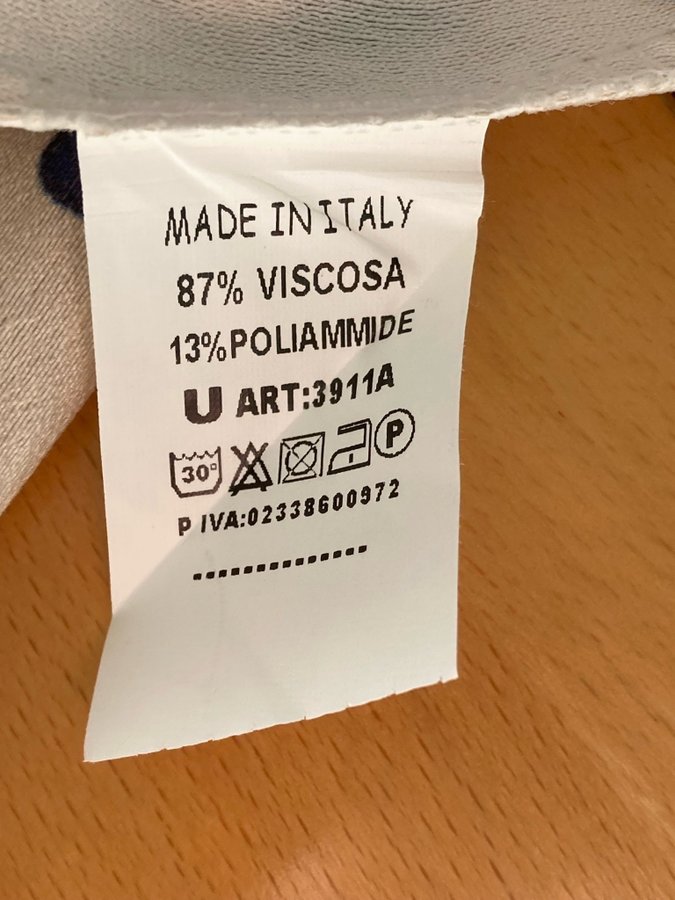 MADE IN ITALY
87% VISCOSA
13%POLIAMMIDE
U ART:3911A
30° P
P IVA:02338600972
...............